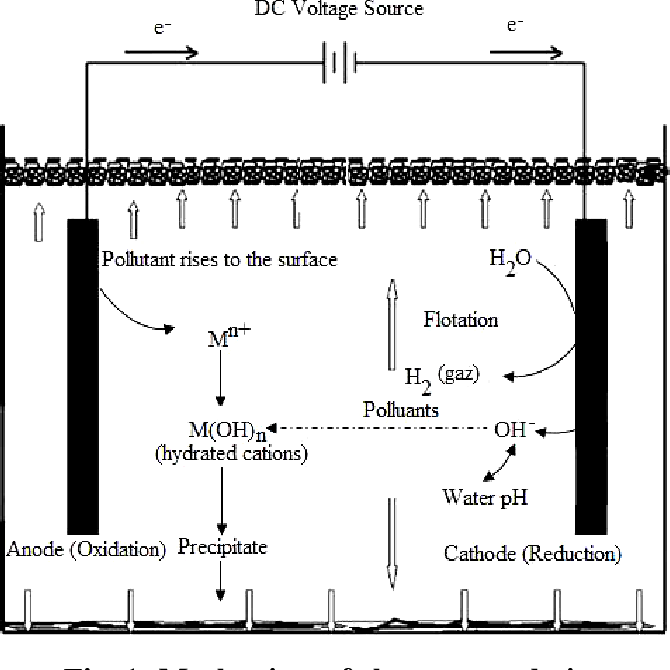 DC Voltage Source
e⁻
e⁻
Pollutant rises to the surface
H₂O
Mⁿ⁺
Flotation
H₂ (gaz)
Polluants
M(OH)ₙ
OH⁻
(hydrated cations)
Water pH
Anode (Oxidation)
Precipitate
Cathode (Reduction)